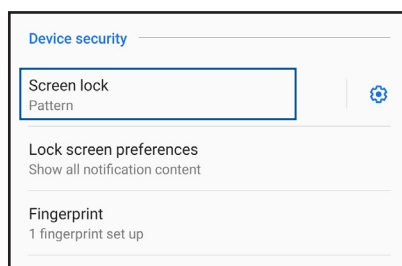 Device security
Screen lock
Pattern
Lock screen preferences
Show all notification content
Fingerprint
1 fingerprint set up